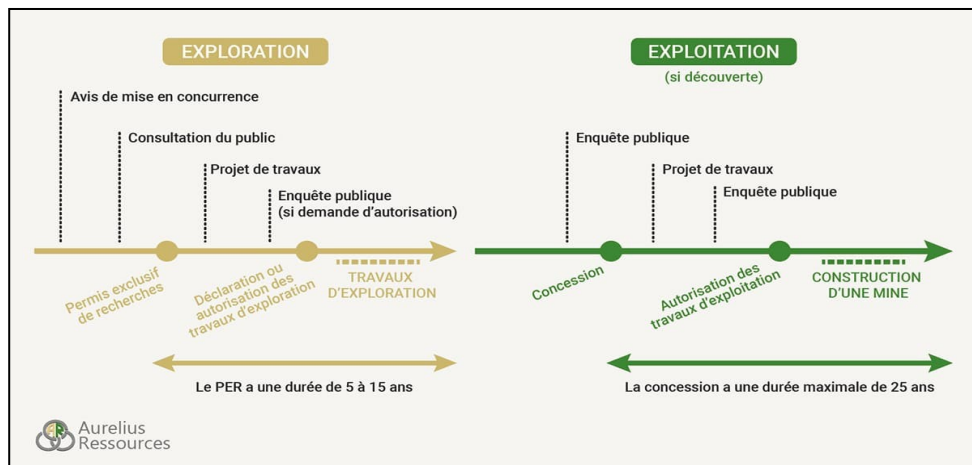 EXPLORATION
Avis de mise en concurrence
Consultation du public
Projet de travaux
Enquête publique
(si demande d'autorisation)
Permis exclusif
de recherches
Déclaration ou
autorisation des
travaux d'exploration
TRAVAUX
D'EXPLORATION
Le PER a une durée de 5 à 15 ans
EXPLOITATION
(si découverte)
Enquête publique
Projet de travaux
Enquête publique
Concession
Autorisation des
travaux d'exploitation
CONSTRUCTION
D'UNE MINE
La concession a une durée maximale de 25 ans
Aurelius
Ressources